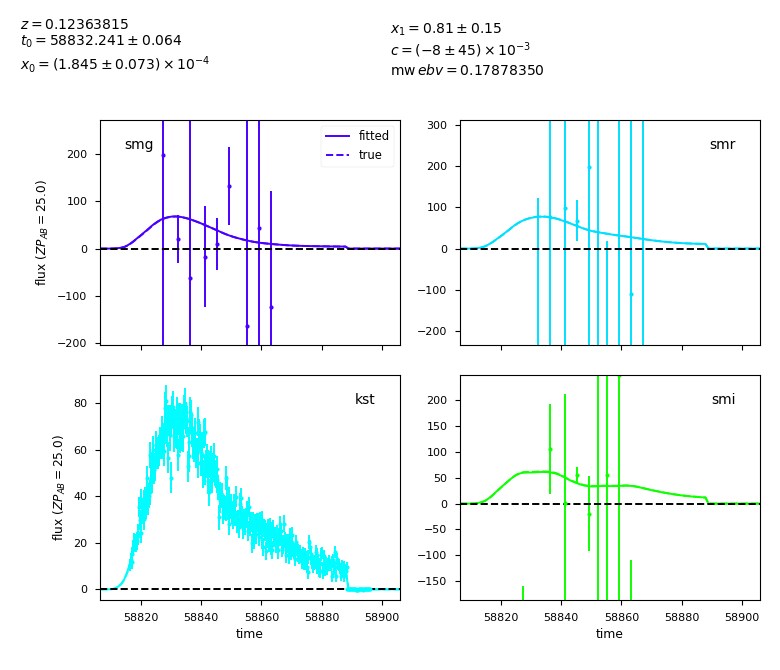 z = 0.12363815
t₀ = 58832.241 ± 0.064
x₀ = (1.845 ± 0.073) × 10⁻⁴
x₁ = 0.81 ± 0.15
c = (−8 ± 45) × 10⁻³
mw ebv = 0.17878350
smg
fitted
true
200
100
0
−100
−200
flux (ZP_AB = 25.0)
smr
300
200
100
0
−100
−200
kst
80
60
40
20
0
flux (ZP_AB = 25.0)
58820 58840 58860 58880 58900
time
smi
200
150
100
50
0
−50
−100
−150
58820 58840 58860 58880 58900
time